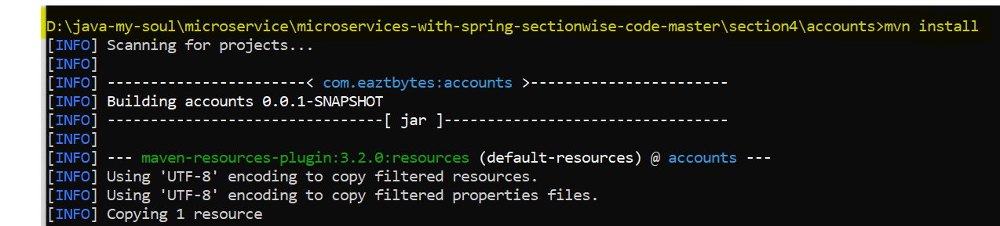 D:\java-my-soul\microservice\microservices-with-spring-sectionwise-code-master\section4\accounts>mvn install
[INFO] Scanning for projects...
[INFO]
[INFO] -----------------------< com.eaztbytes:accounts >-----------------------
[INFO] Building accounts 0.0.1-SNAPSHOT
[INFO] --------------------------------[ jar ]---------------------------------
[INFO]
[INFO] --- maven-resources-plugin:3.2.0:resources (default-resources) @ accounts ---
[INFO] Using 'UTF-8' encoding to copy filtered resources.
[INFO] Using 'UTF-8' encoding to copy filtered properties files.
[INFO] Copying 1 resource